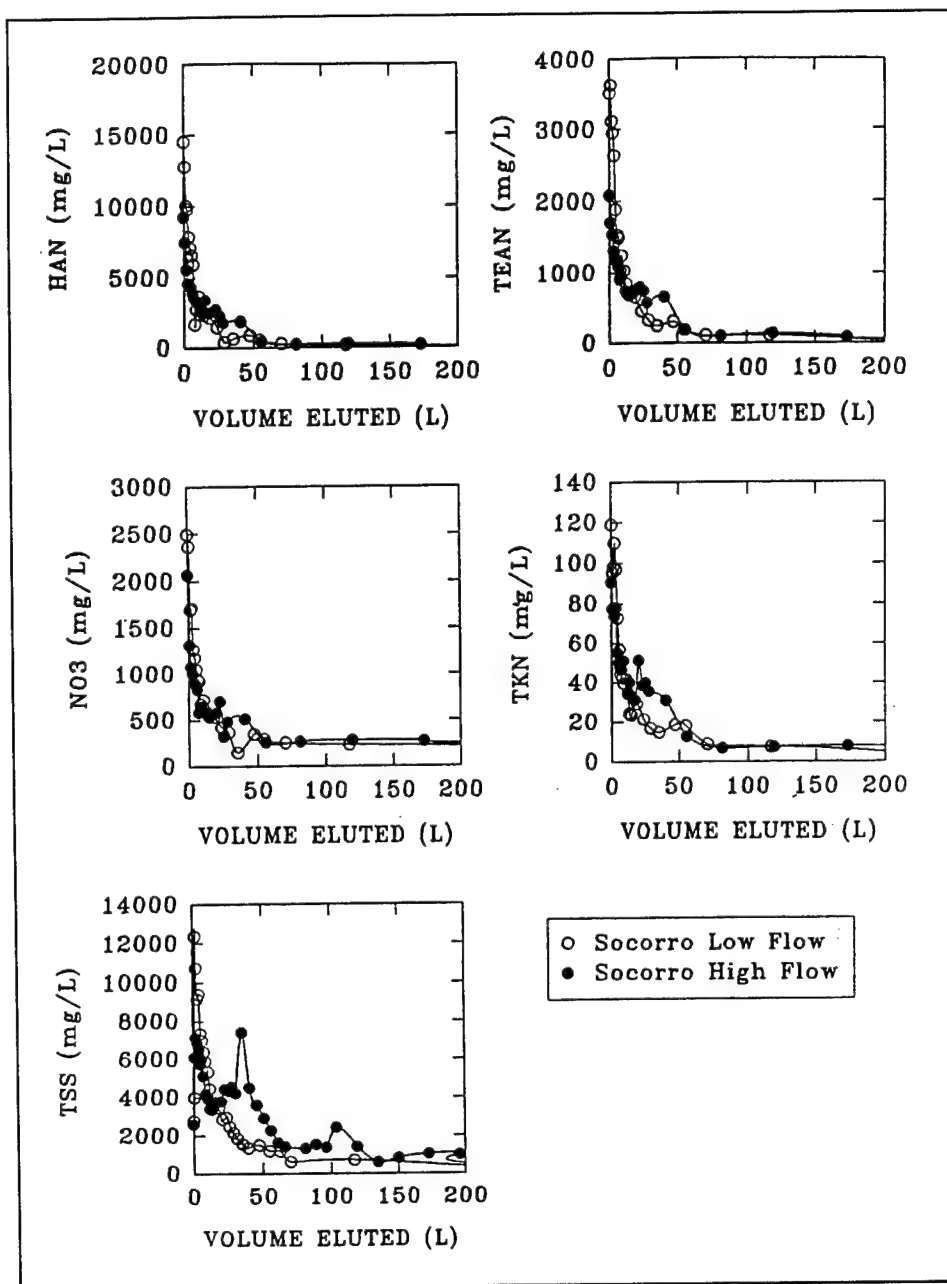 20000
15000
10000
5000
0
HAN (mg/L)
0 50 100 150 200
VOLUME ELUTED (L)
4000
3000
2000
1000
0
TEAN (mg/L)
0 50 100 150 200
VOLUME ELUTED (L)
3000
2500
2000
1500
1000
500
0
NO3 (mg/L)
0 50 100 150 200
VOLUME ELUTED (L)
140
120
100
80
60
40
20
0
TKN (mg/L)
0 50 100 150 200
VOLUME ELUTED (L)
14000
12000
10000
8000
6000
4000
2000
0
TSS (mg/L)
0 50 100 150 200
VOLUME ELUTED (L)
Socorro Low Flow
Socorro High Flow